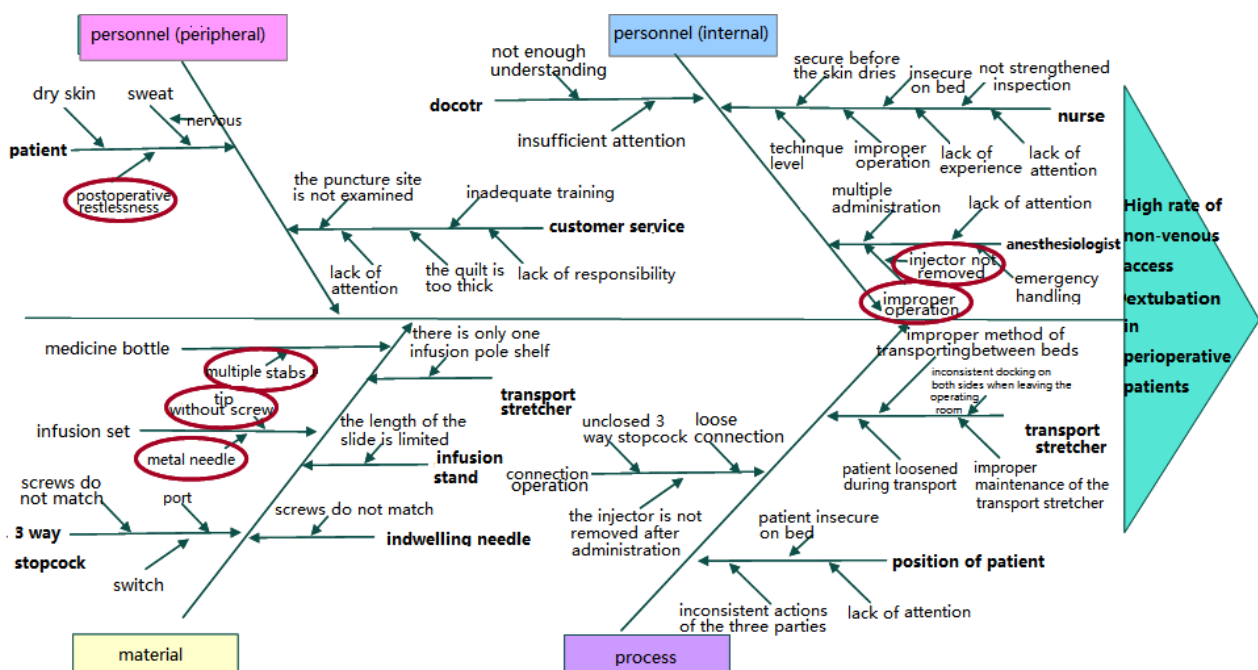 personnel (peripheral)
personnel (internal)
dry skin
sweat
nervous
patient
postoperative
restlessness
the puncture site
is not examined
inadequate training
customer service
lack of
attention
the quilt is
too thick
lack of responsibility
not enough
understanding
docotr
insufficient attention
secure before
the skin dries
insecure
on bed
not strengthened
inspection
nurse
techinque
level
improper
operation
lack of
experience
lack of
attention
multiple
administration
lack of attention
anesthesiologist
injector not
removed
emergency
handling
improper
operation
High rate of
non-venous
access
extubation
in
perioperative
patients
medicine bottle
multiple stabs
there is only one
infusion pole shelf
transport
stretcher
tip
without screw
infusion set
metal needle
the length of the
slide is limited
infusion
stand
screws do
not match
port
3 way
stopcock
switch
screws do not match
indwelling needle
improper method of
transporting between beds
inconsistent docking on
both sides when leaving the
operating
room
transport
stretcher
patient loosened
during transport
improper
maintenance of the
transport stretcher
unclosed 3
way stopcock
loose
connection
connection
operation
the injector is not
removed after
administration
patient insecure
on bed
position of patient
inconsistent actions
of the three parties
lack of attention
material
process